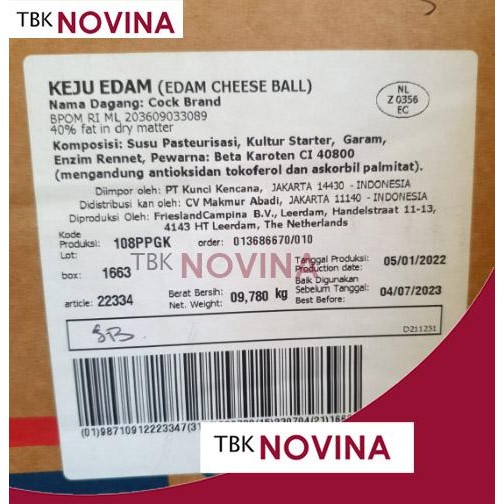 TBK NOVINA
KEJU EDAM (EDAM CHEESE BALL)
Nama Dagang: Cock Brand
BPOM RI ML 203609033089
40% fat in dry matter
NL
Z 0356
EC
Komposisi: Susu Pasteurisasi, Kultur Starter, Garam,
Enzim Rennet, Pewarna: Beta Karoten CI 40800
(mengandung antioksidan tokoferol dan askorbil palmitat).
Diimpor oleh: PT Kunci Kencana, JAKARTA 14430 - INDONESIA
Didistribusi kan oleh: CV Makmur Abadi, JAKARTA 11140 - INDONESIA
Diproduksi Oleh: FrieslandCampina B.V., Leerdam, Handelstraat 11-13,
4143 HT Leerdam, The Netherlands
Kode
Produksi 108PPGK order: 013686670/010
Lot:
TBK NOVINA
box: 1663
Tanggal Produksi: 05/01/2022
Production date:
article: 22334
Berat Bersih: 09,780 kg
Net. Weight:
Baik Digunakan
Sebelum Tanggal: 04/07/2023
Best Before:
SB
D211231
TBK NOVINA